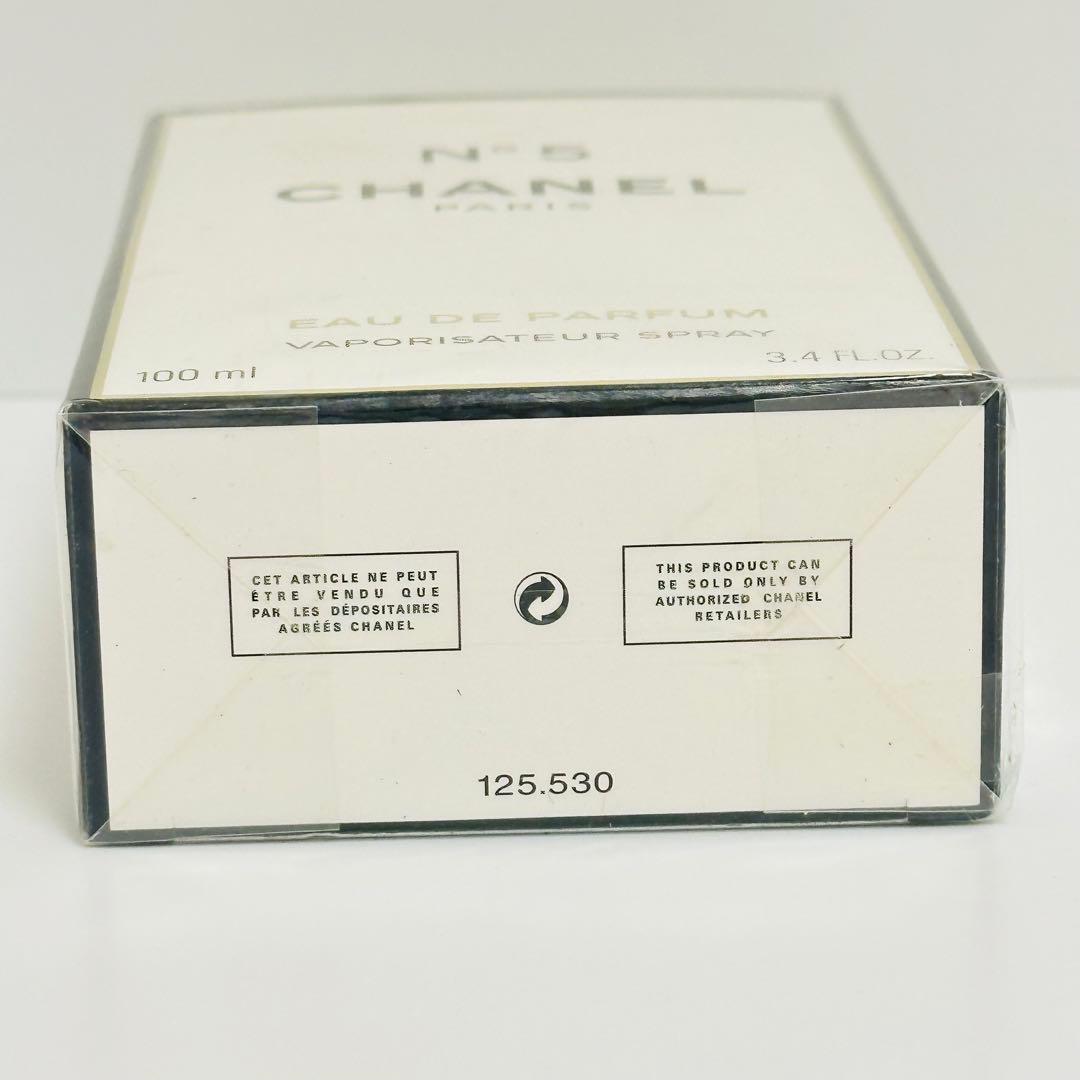 N° 5
CHANEL
PARIS
EAU DE PARFUM
VAPORISATEUR SPRAY
100 ml
3.4 FL.OZ.
CET ARTICLE NE PEUT
ÊTRE VENDU QUE
PAR LES DÉPOSITAIRES
AGRÉÉS CHANEL
THIS PRODUCT CAN
BE SOLD ONLY BY
AUTHORIZED CHANEL
RETAILERS
125.530